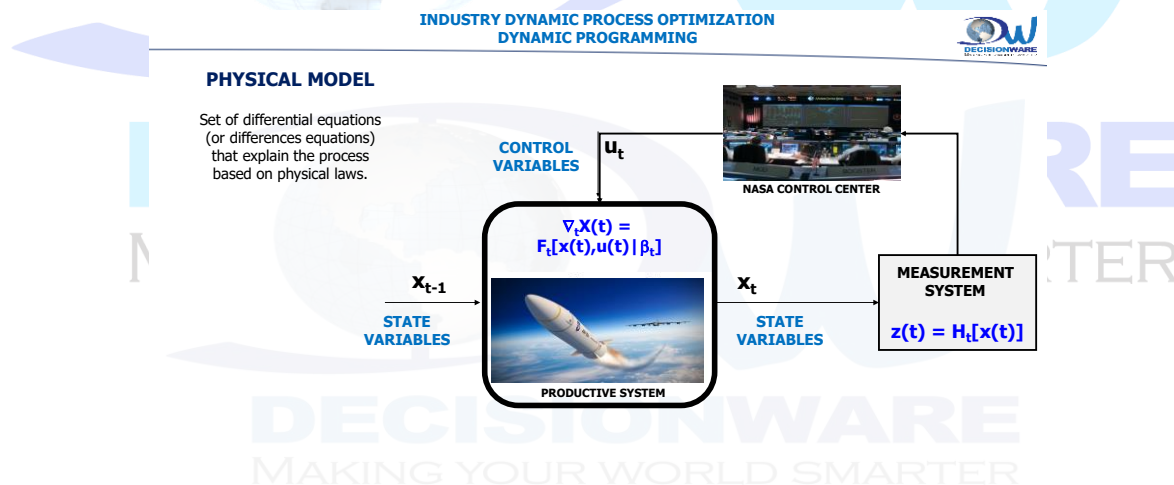 INDUSTRY DYNAMIC PROCESS OPTIMIZATION
DYNAMIC PROGRAMMING
DECISIONWARE
PHYSICAL MODEL
Set of differential equations
(or differences equations)
that explain the process
based on physical laws.
CONTROL
VARIABLES
uₜ
NASA CONTROL CENTER
∇ₜX(t) =
Fₜ[x(t),u(t)|βₜ]
xₜ₋₁
STATE
VARIABLES
PRODUCTIVE SYSTEM
xₜ
STATE
VARIABLES
MEASUREMENT
SYSTEM
z(t) = Hₜ[x(t)]
RE
TER
DECISIONWARE
MAKING YOUR WORLD SMARTER